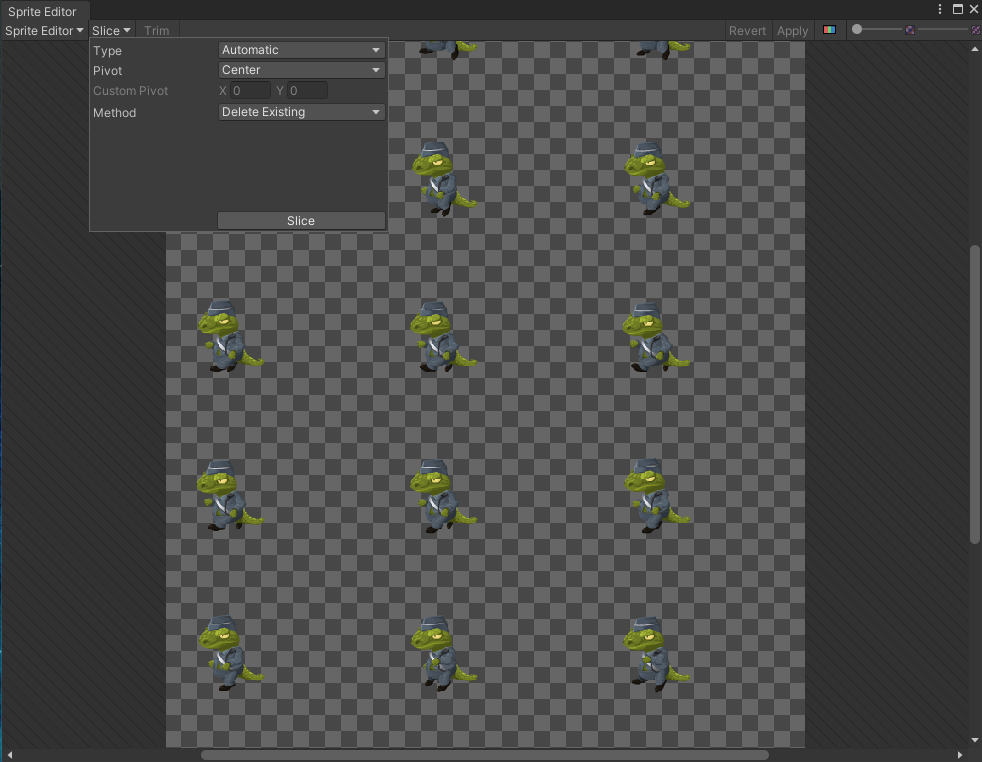 Sprite Editor
Sprite Editor Slice Trim Revert Apply
Type Automatic
Pivot Center
Custom Pivot X 0 Y 0
Method Delete Existing
Slice